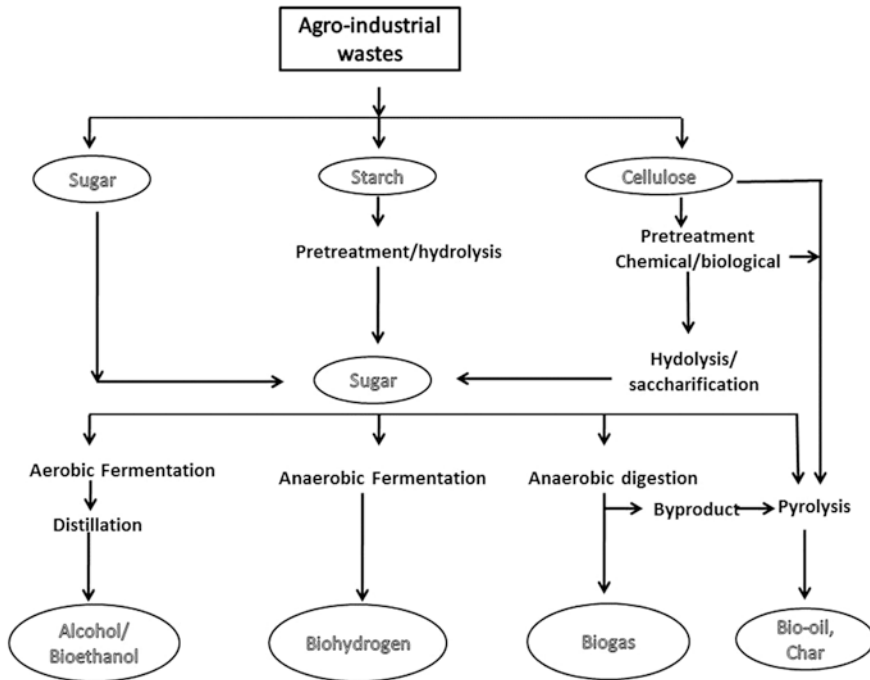 Agro-industrial
wastes
Sugar
Starch
Cellulose
Pretreatment/hydrolysis
Pretreatment
Chemical/biological
Sugar
Hydolysis/
saccharification
Aerobic Fermentation
Anaerobic Fermentation
Anaerobic digestion
Distillation
Byproduct
Pyrolysis
Alcohol/
Bioethanol
Biohydrogen
Biogas
Bio-oil,
Char